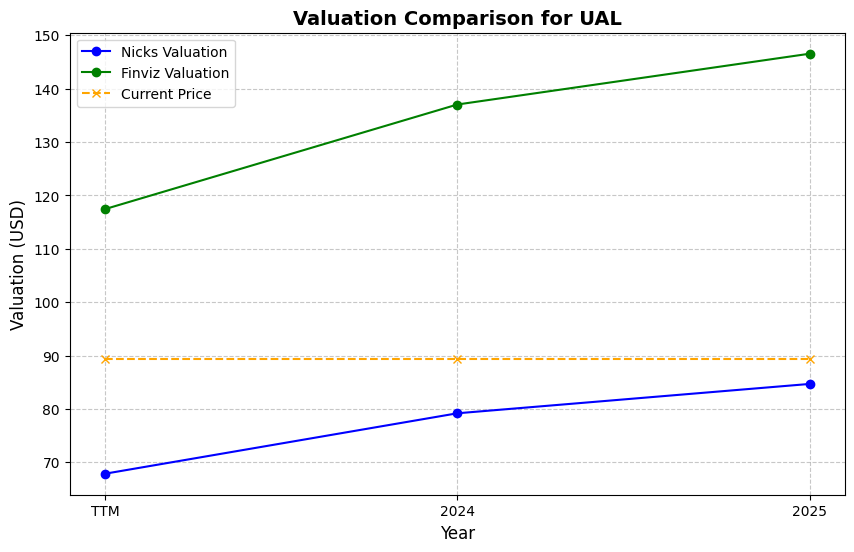 Valuation Comparison for UAL
Nicks Valuation
Finviz Valuation
Current Price
Valuation (USD)
150
140
130
120
110
100
90
80
70
TTM
2024
2025
Year